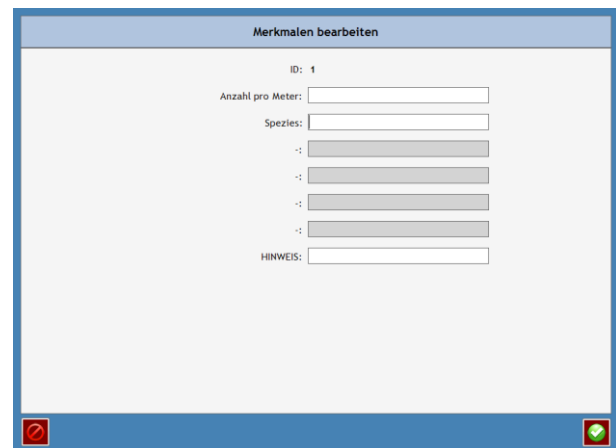 Merkmalen bearbeiten
ID: 1
Anzahl pro Meter:
Spezies:
-:
-:
-:
-:
HINWEIS: